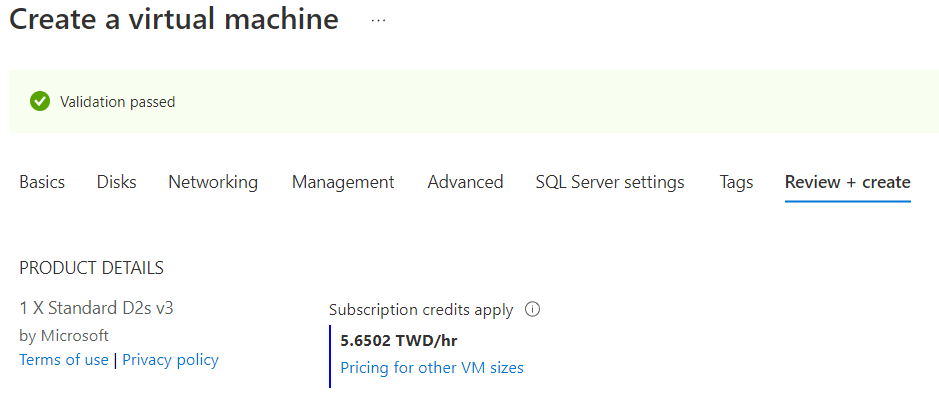 Create a virtual machine ...
Validation passed
Basics Disks Networking Management Advanced SQL Server settings Tags Review + create
PRODUCT DETAILS
1 X Standard D2s v3
by Microsoft
Terms of use | Privacy policy
Subscription credits apply
5.6502 TWD/hr
Pricing for other VM sizes